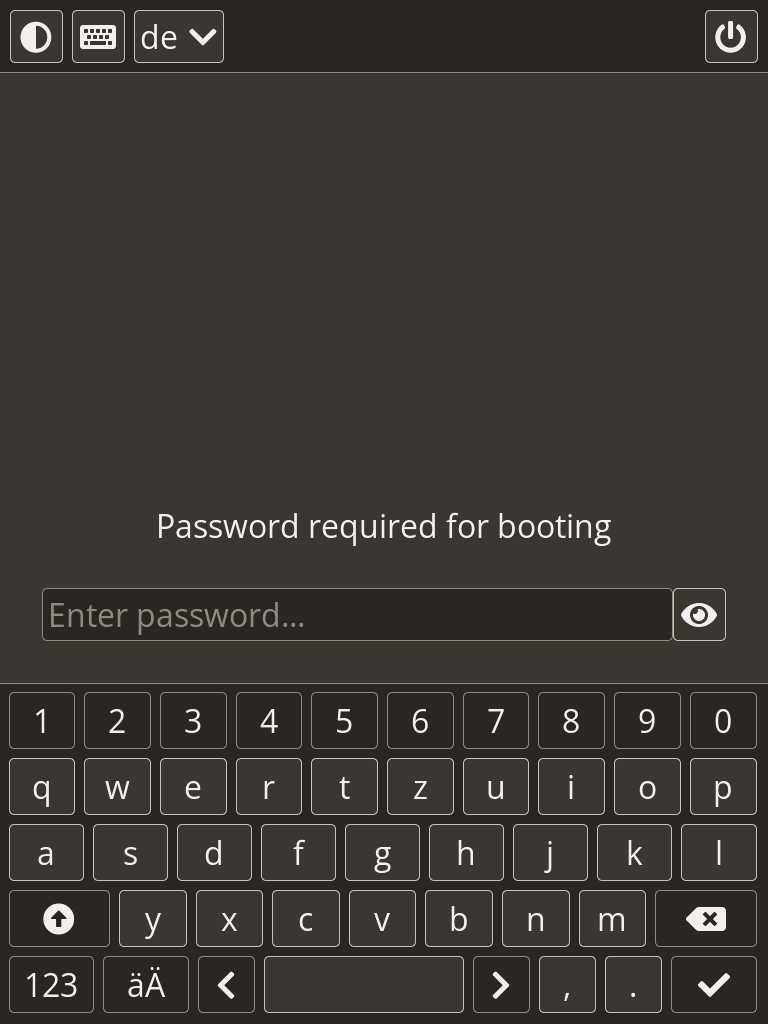 de
Password required for booting
Enter password...
1 2 3 4 5 6 7 8 9 0
q w e r t z u i o p
a s d f g h j k l
y x c v b n m
123 äÄ , .